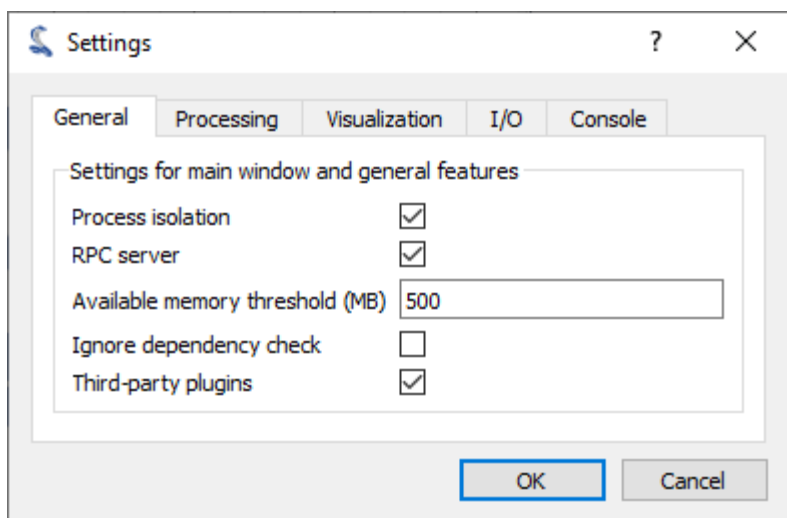 Settings
?
General Processing Visualization I/O Console
Settings for main window and general features
Process isolation
RPC server
Available memory threshold (MB) 500
Ignore dependency check
Third-party plugins
OK Cancel